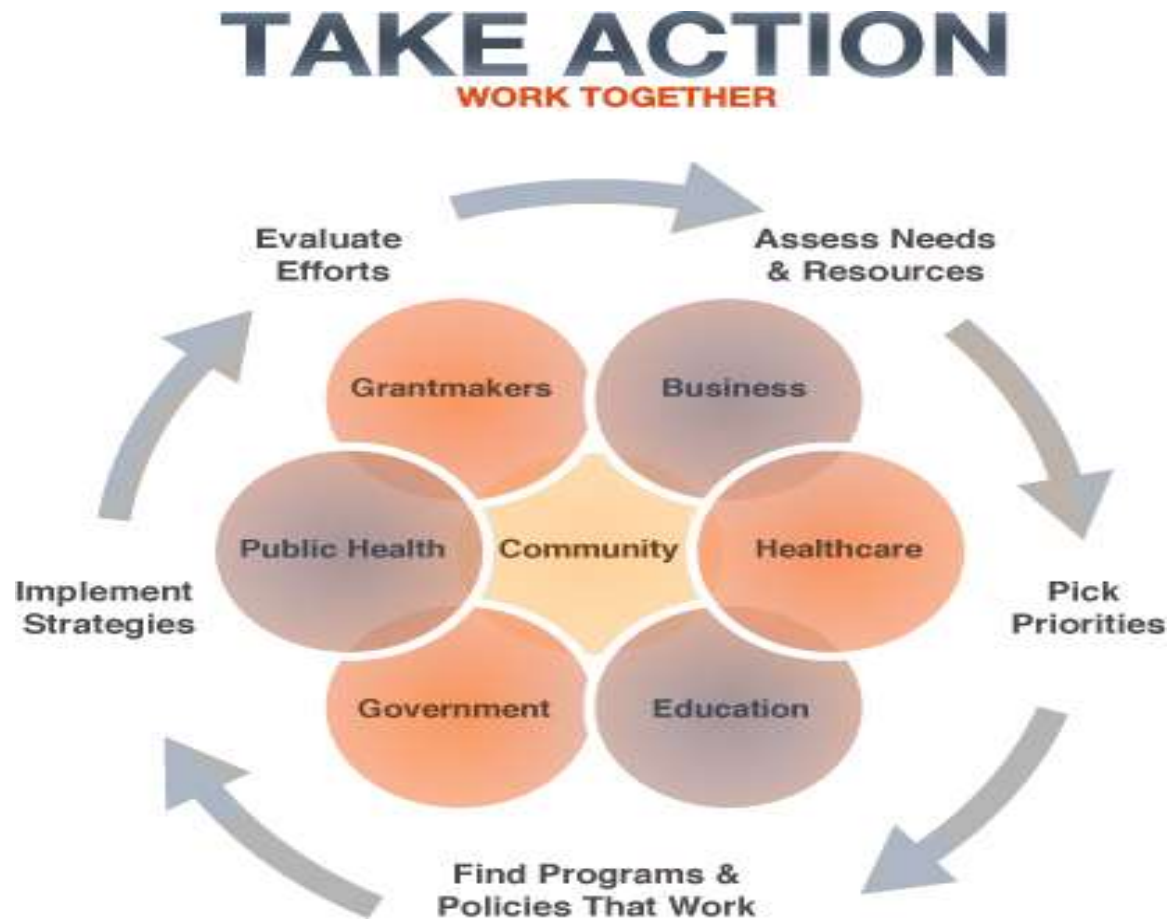 TAKE ACTION
WORK TOGETHER
Evaluate
Efforts
Assess Needs
& Resources
Grantmakers
Business
Public Health
Community
Healthcare
Implement
Strategies
Pick
Priorities
Government
Education
Find Programs &
Policies That Work